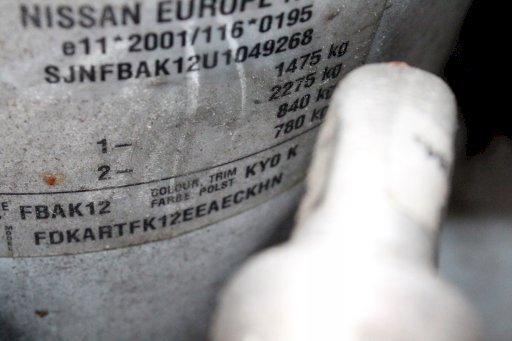 NISSAN EUROPE
e11*2001/116*0195
SJNFBAK12U1049268
1475 kg
2275 kg
1– 840 kg
2– 780 kg
FBAK12 COLOUR, TRIM KY0 K
FARBE POLST
MODEL FDKARTFK12EEAECKHN